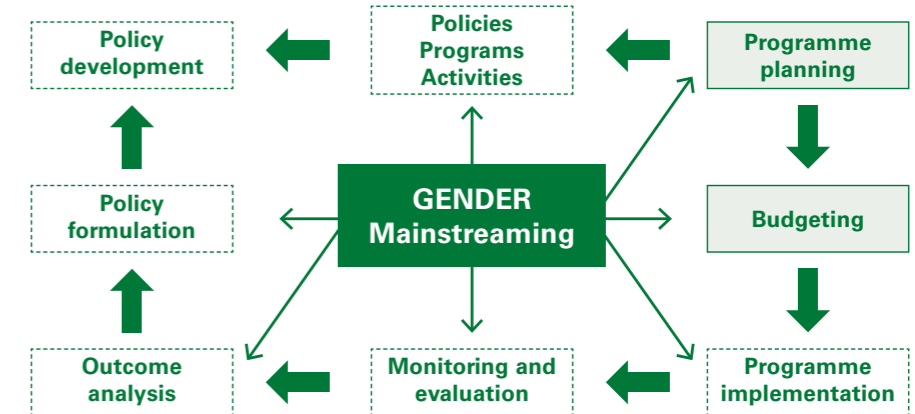 Policy
development
Policies
Programs
Activities
Programme
planning
Policy
formulation
GENDER
Mainstreaming
Budgeting
Outcome
analysis
Monitoring and
evaluation
Programme
implementation